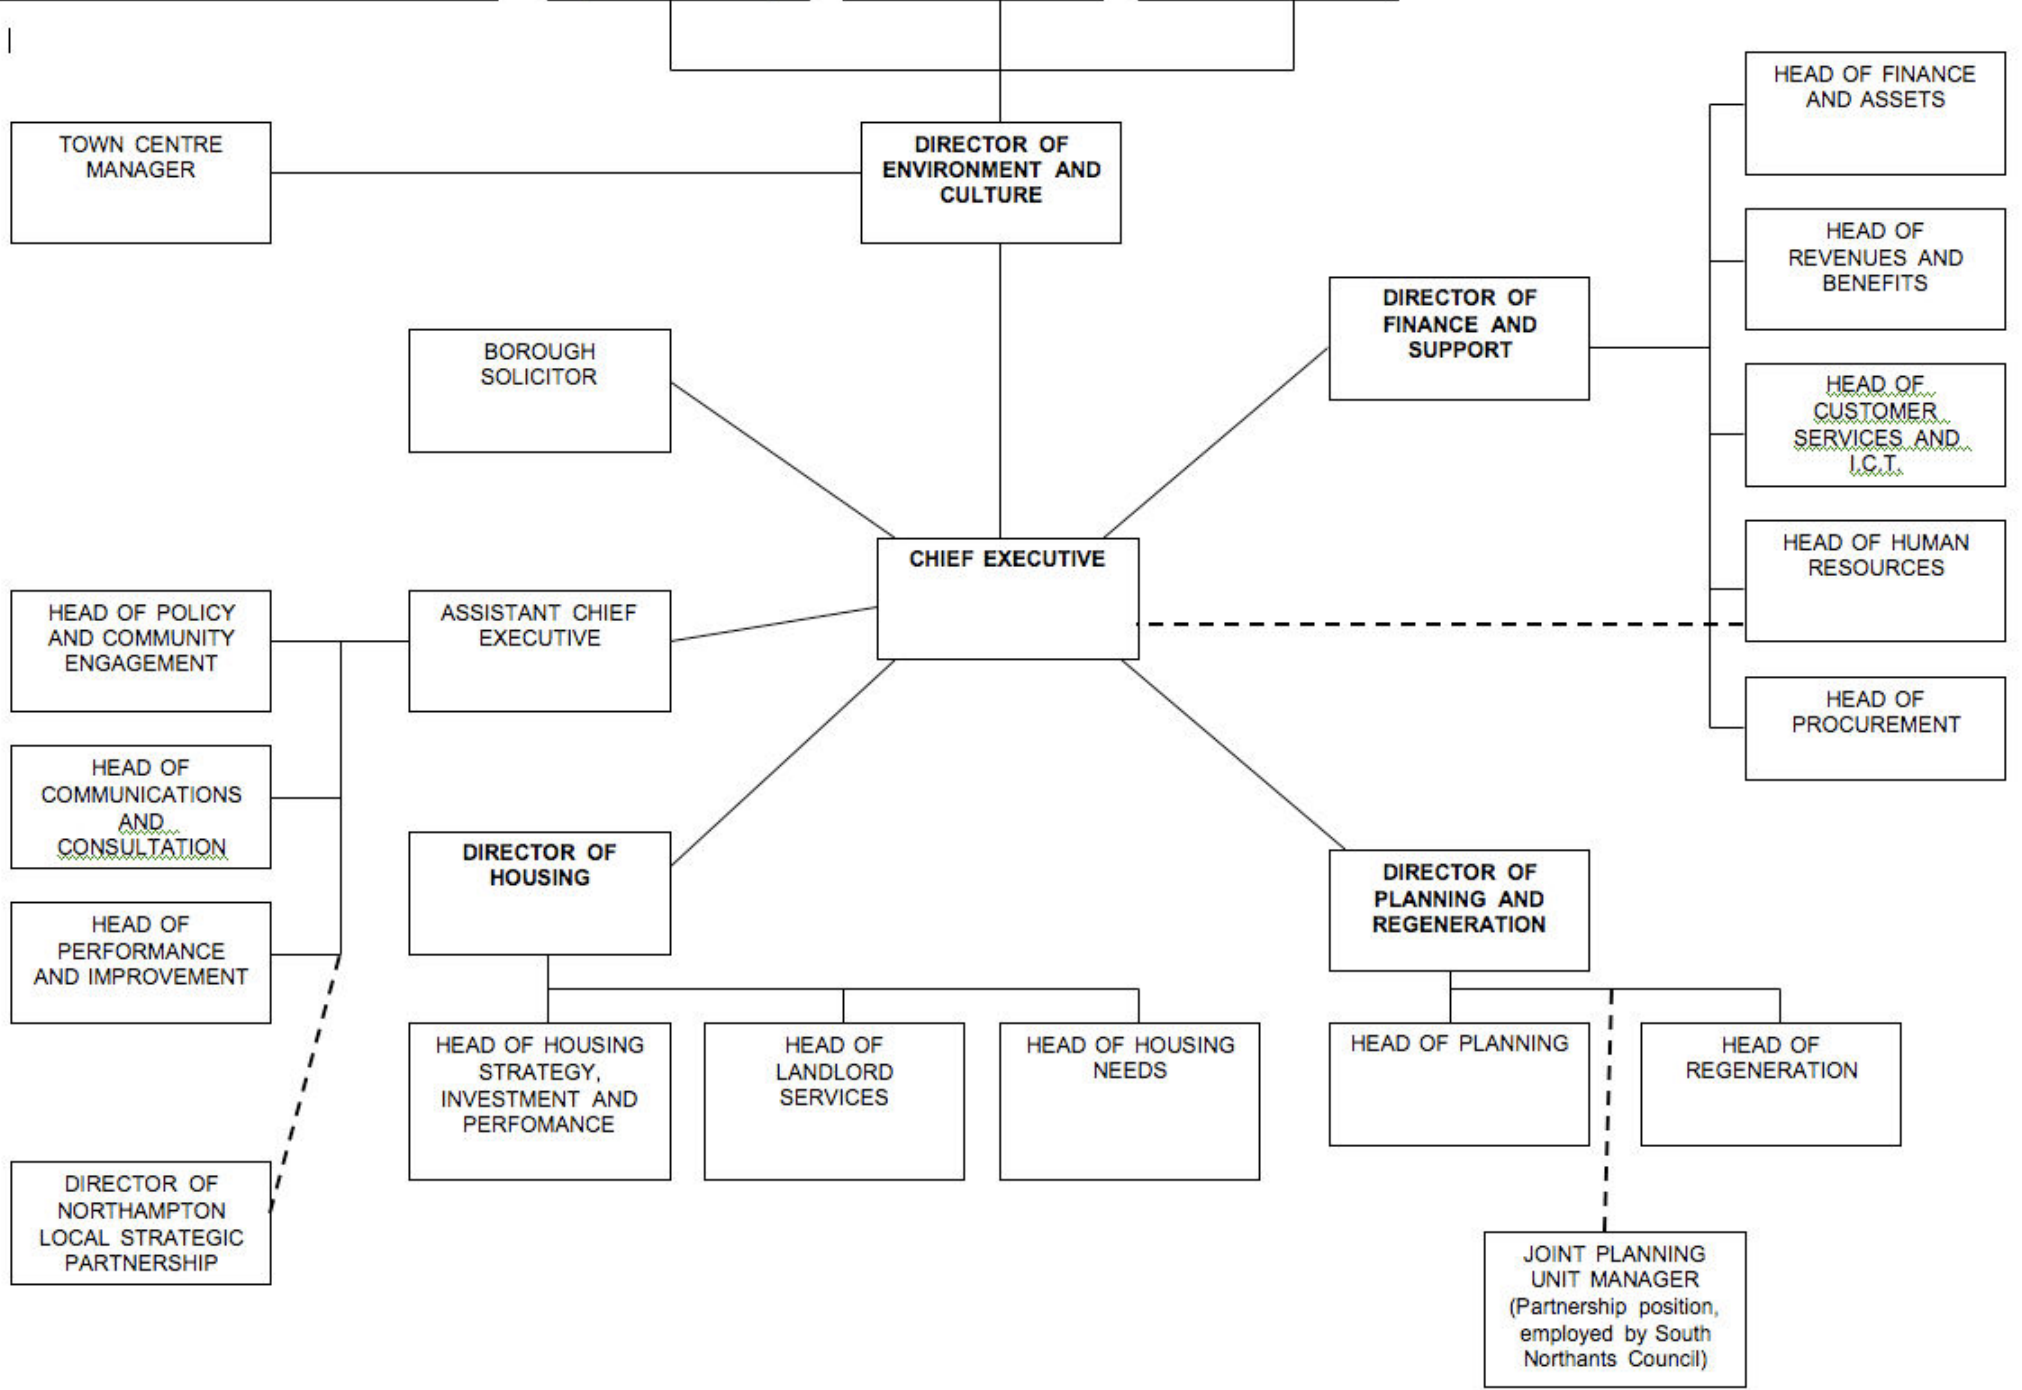 HEAD OF FINANCE
AND ASSETS
TOWN CENTRE
MANAGER
DIRECTOR OF
ENVIRONMENT AND
CULTURE
HEAD OF
REVENUES AND
BENEFITS
DIRECTOR OF
FINANCE AND
SUPPORT
BOROUGH
SOLICITOR
HEAD OF
CUSTOMER
SERVICES AND
I.C.T.
CHIEF EXECUTIVE
HEAD OF HUMAN
RESOURCES
HEAD OF POLICY
AND COMMUNITY
ENGAGEMENT
ASSISTANT CHIEF
EXECUTIVE
HEAD OF
PROCUREMENT
HEAD OF
COMMUNICATIONS
AND
CONSULTATION
DIRECTOR OF
HOUSING
DIRECTOR OF
PLANNING AND
REGENERATION
HEAD OF
PERFORMANCE
AND IMPROVEMENT
HEAD OF HOUSING
STRATEGY,
INVESTMENT AND
PERFOMANCE
HEAD OF
LANDLORD
SERVICES
HEAD OF HOUSING
NEEDS
HEAD OF PLANNING
HEAD OF
REGENERATION
DIRECTOR OF
NORTHAMPTON
LOCAL STRATEGIC
PARTNERSHIP
JOINT PLANNING
UNIT MANAGER
(Partnership position,
employed by South
Northants Council)